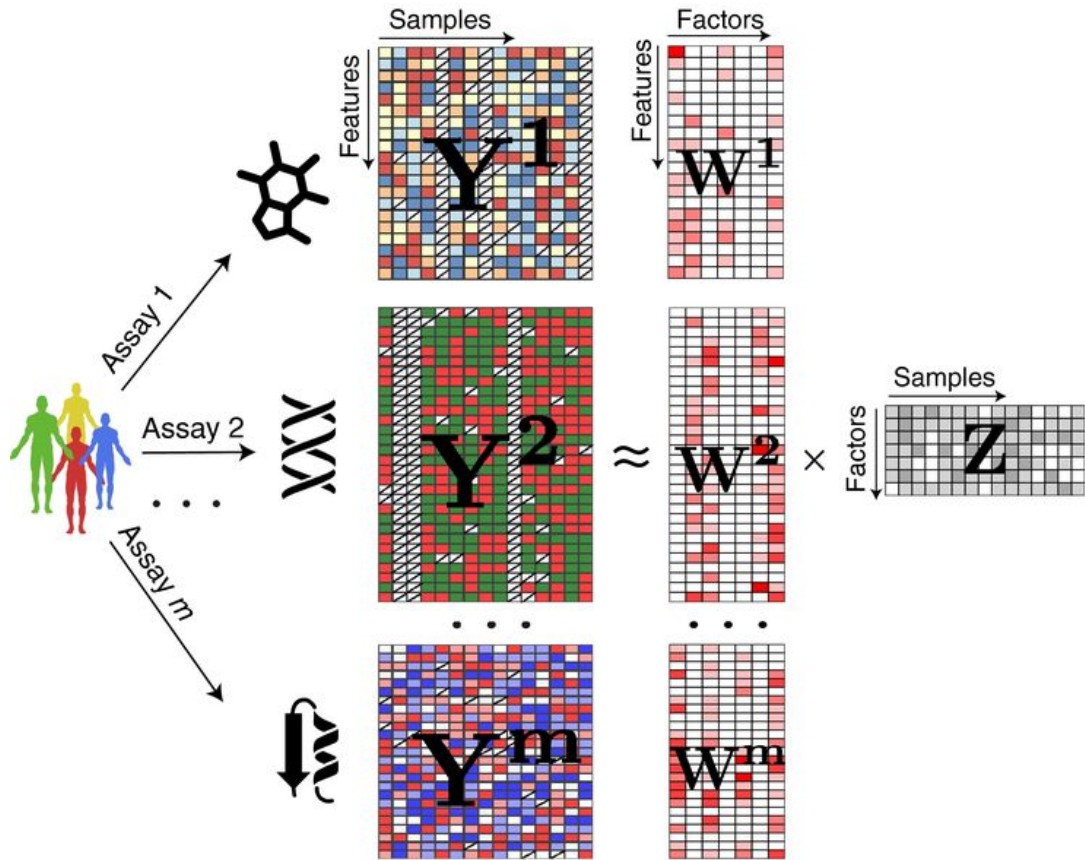 Samples
Factors
Features
Features
Y¹
W¹
Assay 1
Assay 2
. . .
Assay m
Y²
≈
W²
×
Samples
Factors
Z
. . .
. . .
Yᵐ
Wᵐ